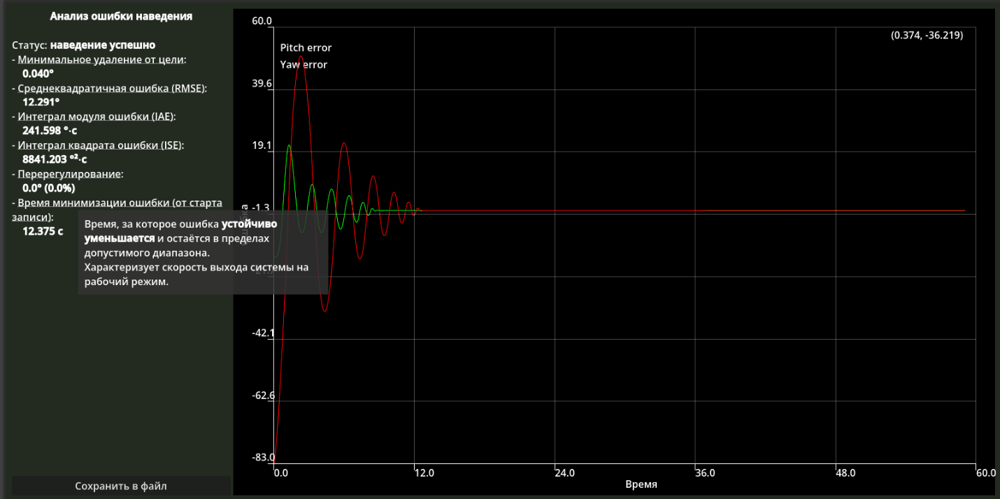 Анализ ошибки наведения
Статус: наведение успешно
- Минимальное удаление от цели:
0.040°
- Среднеквадратичная ошибка (RMSE):
12.291°
- Интеграл модуля ошибки (IAE):
241.598 °·с
- Интеграл квадрата ошибки (ISE):
8841.203 °²·с
- Перерегулирование:
0.0° (0.0%)
- Время минимизации ошибки (от старта
записи):
12.375 с
Время, за которое ошибка устойчиво
уменьшается и остаётся в пределах
допустимого диапазона.
Характеризует скорость выхода системы на
рабочий режим.
Сохранить в файл
60.0
39.6
19.1
-1.3
-42.1
-62.6
-83.0
Pitch error
Yaw error
(0.374, -36.219)
0.0
12.0
24.0
36.0
48.0
60.0
Время